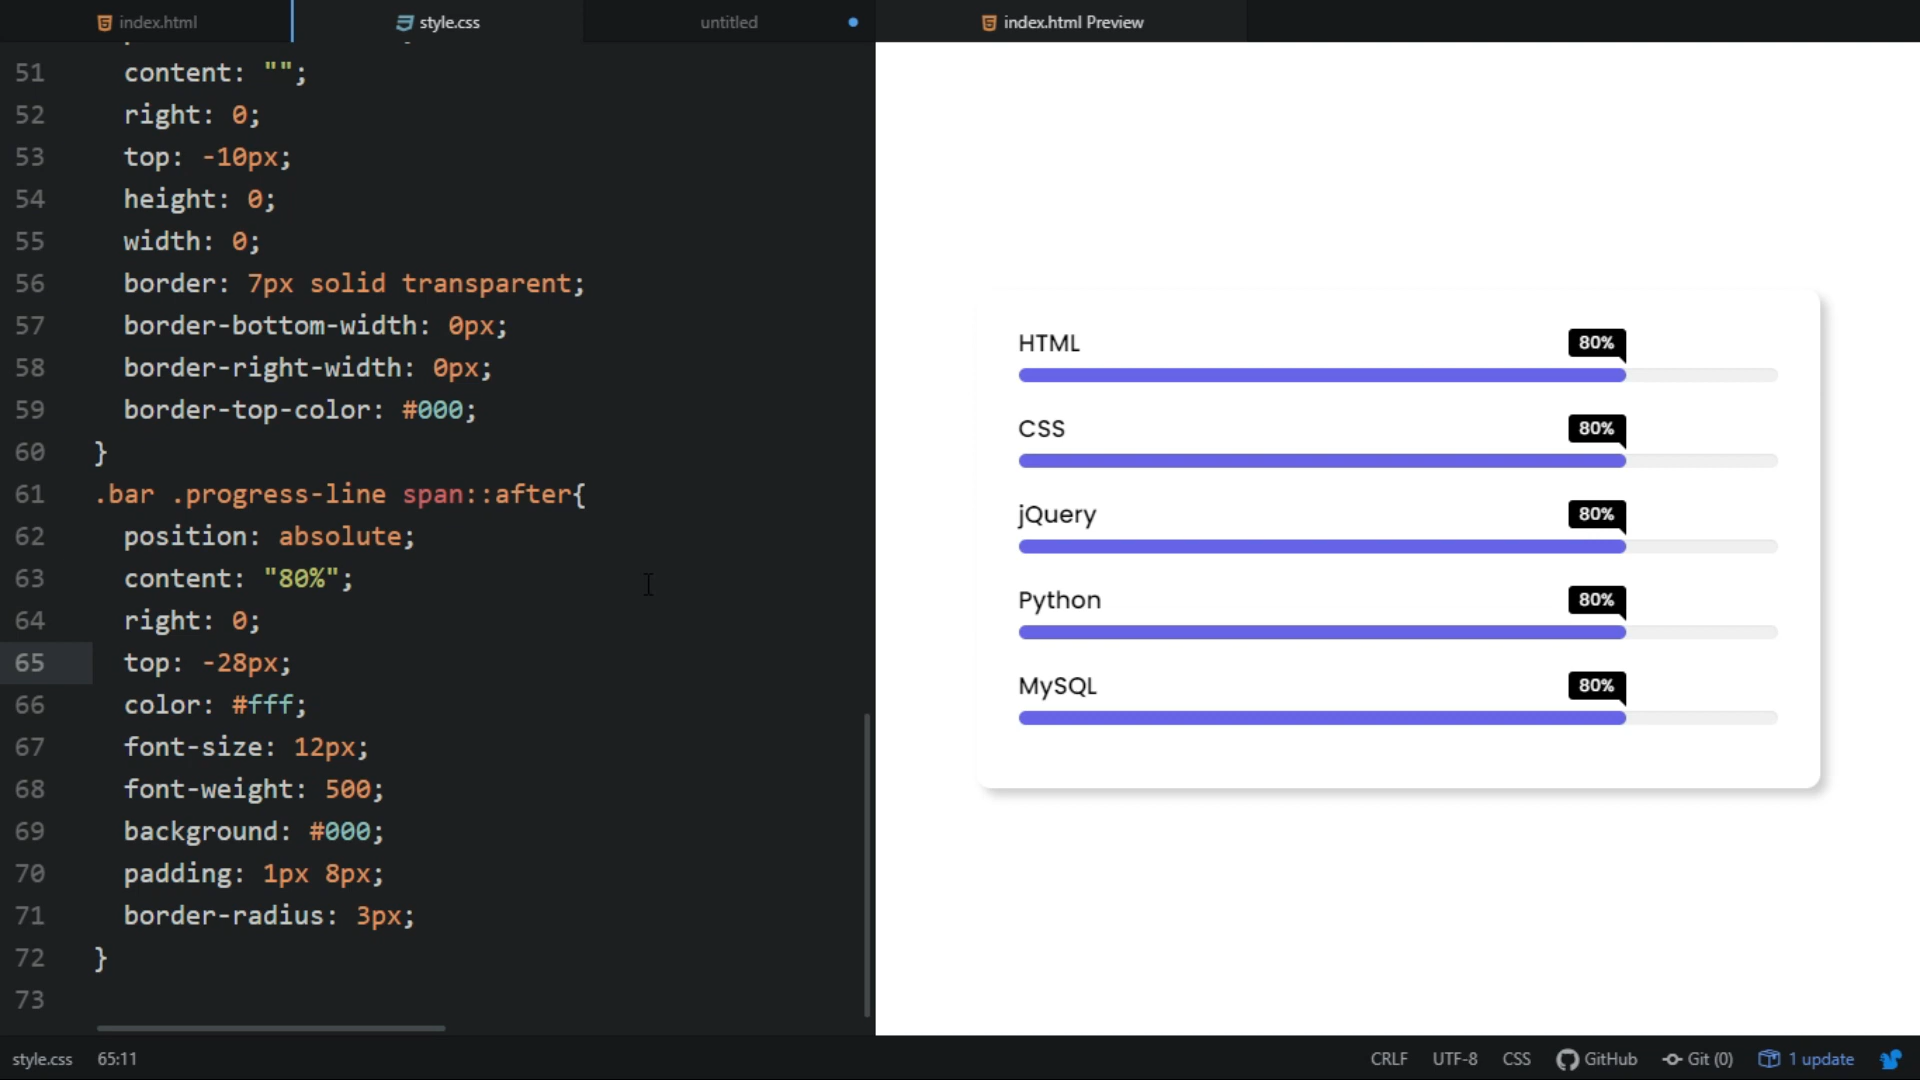 index.html
style.css
untitled
index.html Preview
51 content: "";
52 right: 0;
53 top: -10px;
54 height: 0;
55 width: 0;
56 border: 7px solid transparent;
57 border-bottom-width: 0px;
58 border-right-width: 0px;
59 border-top-color: #000;
60 }
61 .bar .progress-line span::after{
62 position: absolute;
63 content: "80%";
64 right: 0;
65 top: -28px;
66 color: #fff;
67 font-size: 12px;
68 font-weight: 500;
69 background: #000;
70 padding: 1px 8px;
71 border-radius: 3px;
72 }
73
HTML 80%
CSS 80%
jQuery 80%
Python 80%
MySQL 80%
style.css 65:11 CRLF UTF-8 CSS GitHub Git (0) 1 update